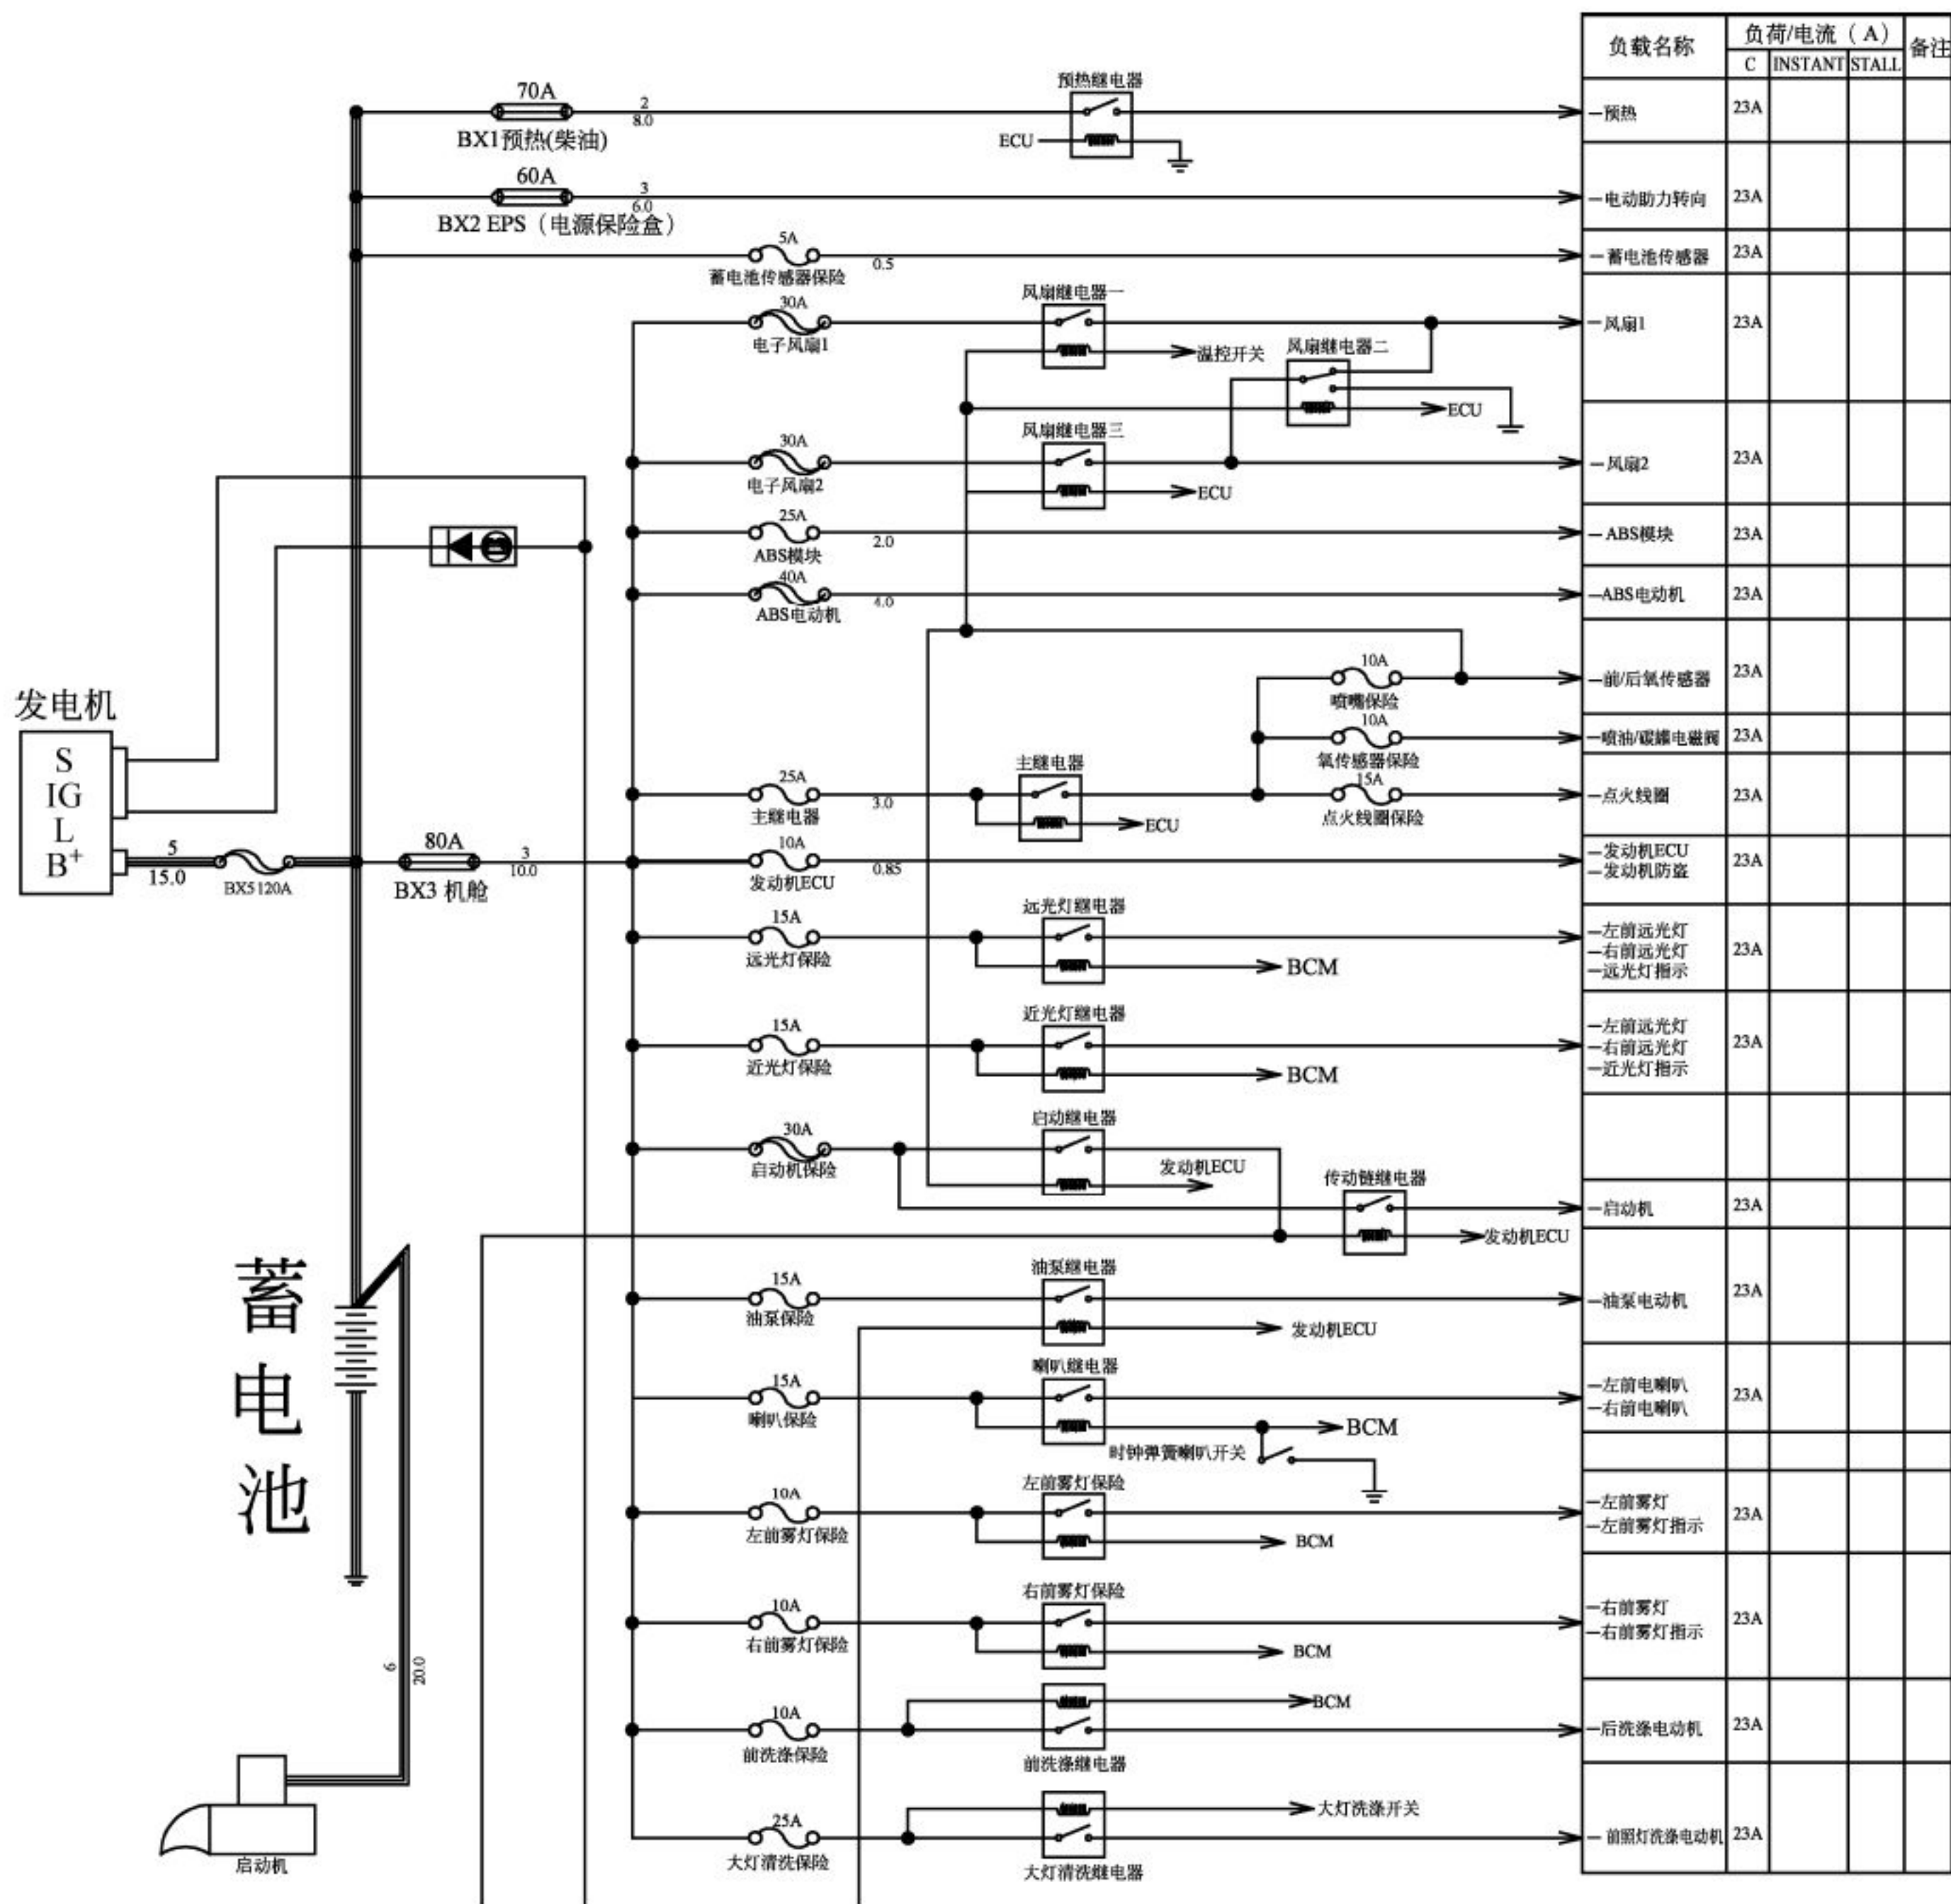 负载名称
负荷/电流（A）
备注
C
INSTANT
STALL
70A
BX1预热(柴油)
2
8.0
预热继电器
ECU
—预热
23A
60A
BX2 EPS（电源保险盒）
3
6.0
—电动助力转向
23A
5A
蓄电池传感器保险
0.5
—蓄电池传感器
23A
30A
电子风扇1
风扇继电器一
温控开关
风扇继电器二
ECU
—风扇1
23A
30A
电子风扇2
风扇继电器三
ECU
—风扇2
23A
25A
ABS模块
2.0
—ABS模块
23A
40A
ABS电动机
4.0
—ABS电动机
23A
10A
喷嘴保险
—前/后氧传感器
23A
10A
氧传感器保险
—喷油/碳罐电磁阀
23A
25A
主继电器
3.0
主继电器
ECU
15A
点火线圈保险
—点火线圈
23A
发电机
S
IG
L
B+
5
15.0
BX5120A
80A
BX3 机舱
3
10.0
10A
发动机ECU
0.85
—发动机ECU
—发动机防盗
23A
15A
远光灯保险
远光灯继电器
BCM
—左前远光灯
—右前远光灯
—远光灯指示
23A
15A
近光灯保险
近光灯继电器
BCM
—左前远光灯
—右前远光灯
—近光灯指示
23A
30A
启动机保险
启动继电器
发动机ECU
传动链继电器
发动机ECU
—启动机
23A
15A
油泵保险
油泵继电器
发动机ECU
—油泵电动机
23A
15A
喇叭保险
喇叭继电器
BCM
时钟弹簧喇叭开关
—左前电喇叭
—右前电喇叭
23A
10A
左前雾灯保险
左前雾灯保险
BCM
—左前雾灯
—左前雾灯指示
23A
10A
右前雾灯保险
右前雾灯保险
BCM
—右前雾灯
—右前雾灯指示
23A
10A
前洗涤保险
BCM
前洗涤继电器
—后洗涤电动机
23A
25A
大灯清洗保险
大灯洗涤开关
大灯清洗继电器
—前照灯洗涤电动机
23A
蓄电池
6
20.0
启动机